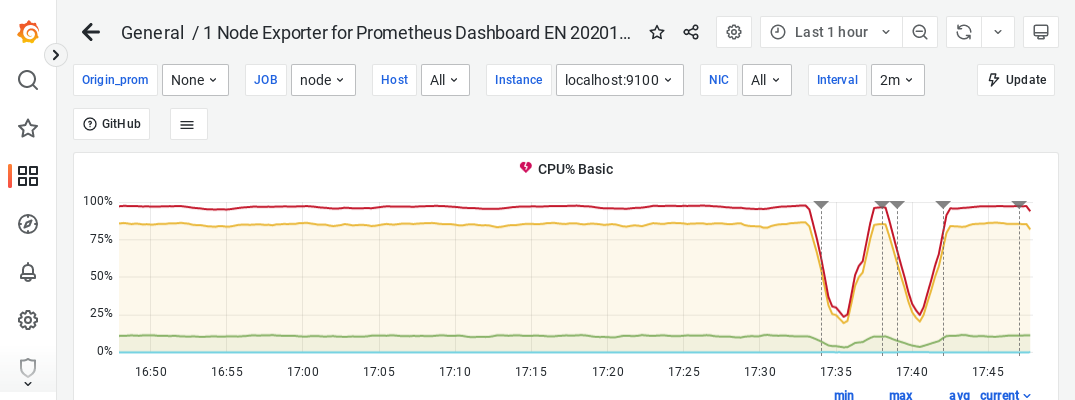 General / 1 Node Exporter for Prometheus Dashboard EN 20201...
Last 1 hour
Origin_prom None JOB node Host All Instance localhost:9100 NIC All Interval 2m Update
GitHub
CPU% Basic
100%
75%
50%
25%
0%
16:50 16:55 17:00 17:05 17:10 17:15 17:20 17:25 17:30 17:35 17:40 17:45
min max avg current